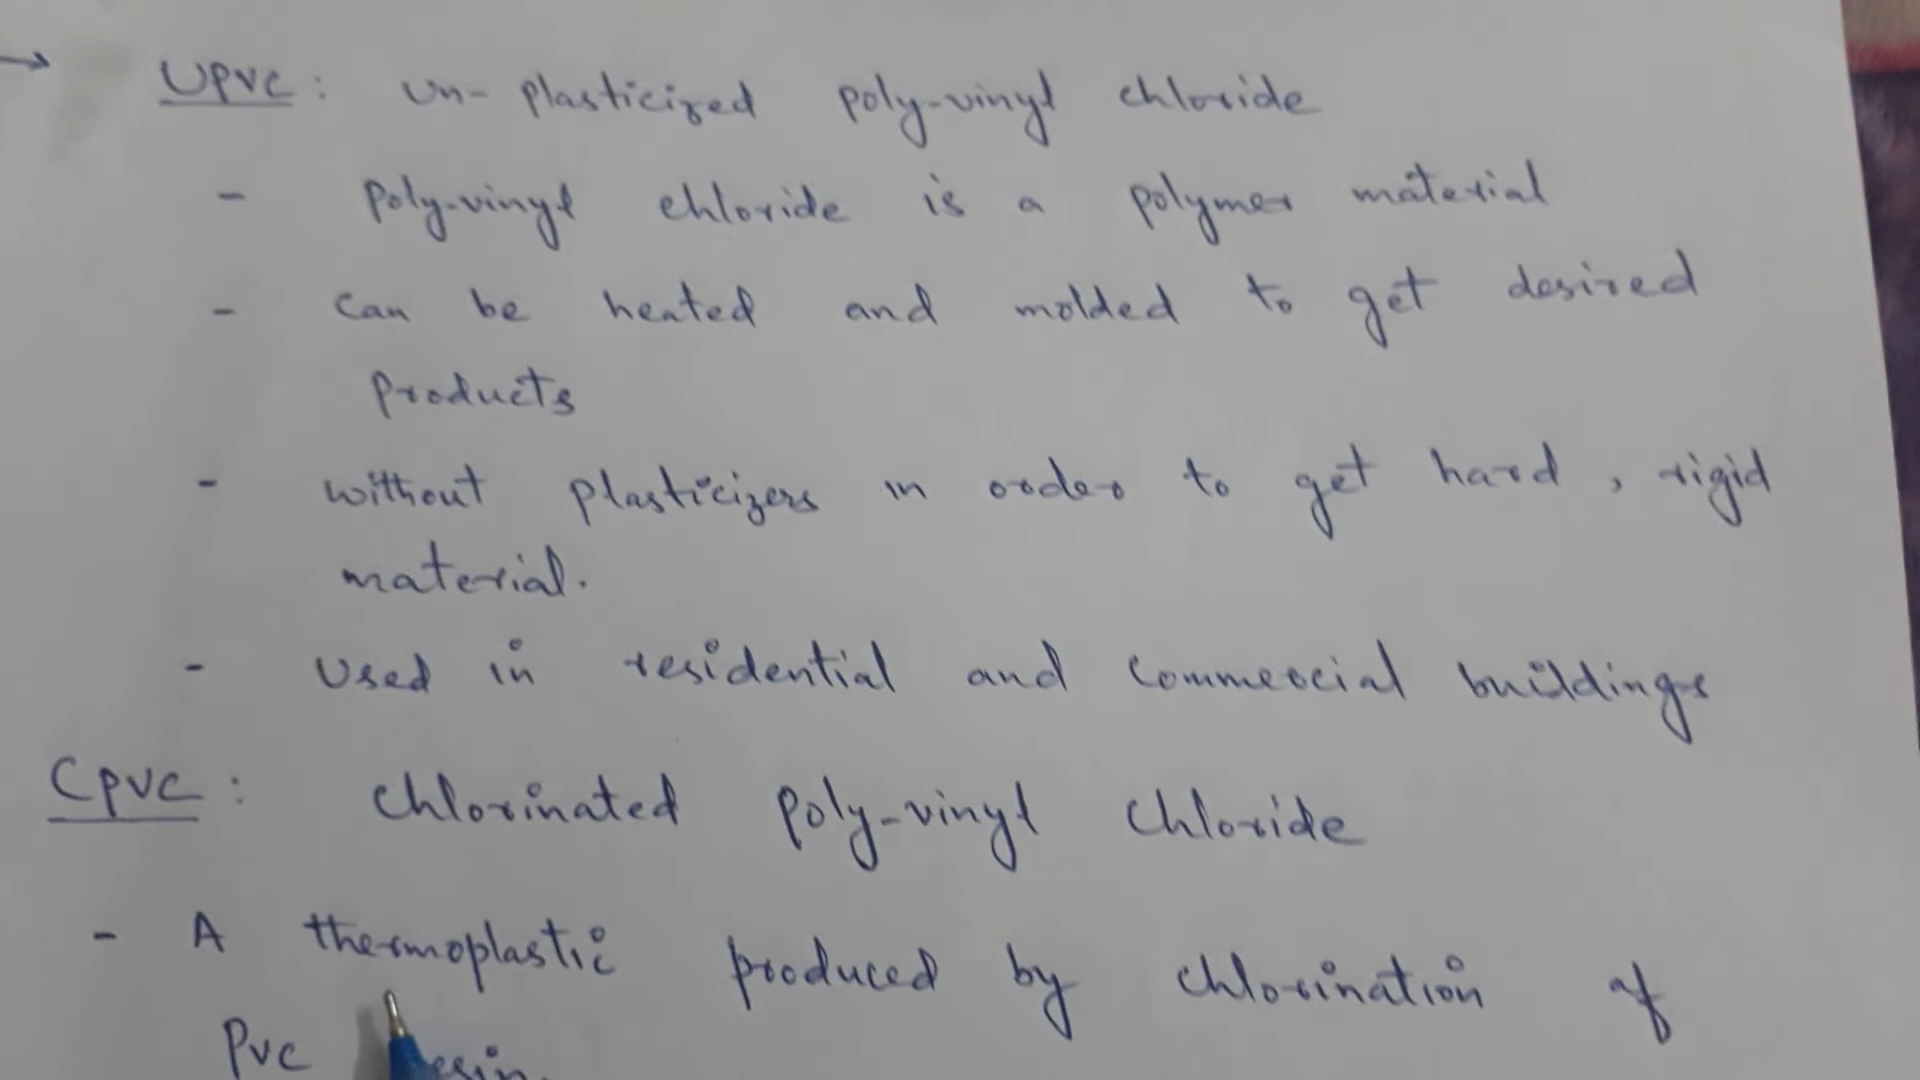 → UPVC : Un-plasticized poly-vinyl chloride
- Poly-vinyl chloride is a polymer material
- Can be heated and molded to get desired
Products
- without plasticizers in order to get hard, rigid
material.
- Used in residential and Commercial buildings
CPVC : Chlorinated Poly-vinyl Chloride
- A thermoplastic produced by chlorination of
PVC